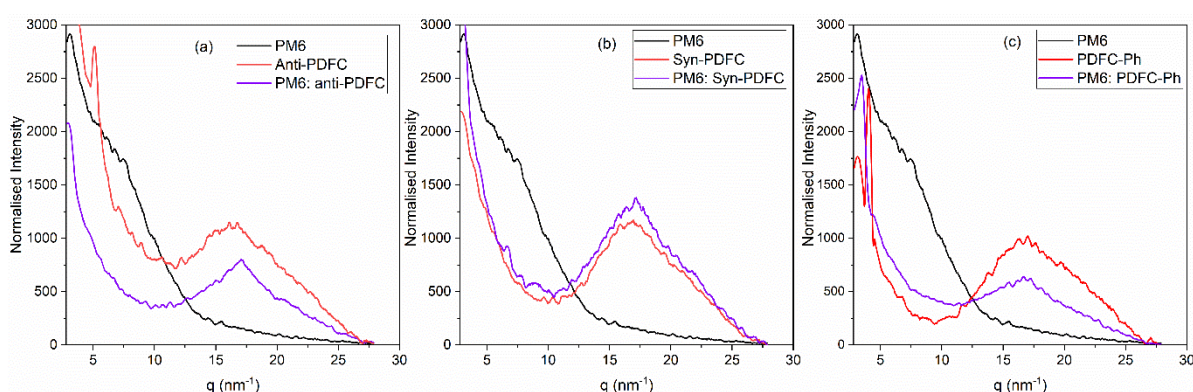 (a)
PM6
Anti-PDFC
PM6: anti-PDFC
Normalised Intensity
3000
2500
2000
1500
1000
500
0
5 10 15 20 25 30
q (nm⁻¹)
(b)
PM6
Syn-PDFC
PM6: Syn-PDFC
Normalised Intensity
3000
2500
2000
1500
1000
500
0
5 10 15 20 25 30
q (nm⁻¹)
(c)
PM6
PDFC-Ph
PM6: PDFC-Ph
Normalised Intensity
3000
2500
2000
1500
1000
500
0
5 10 15 20 25 30
q (nm⁻¹)